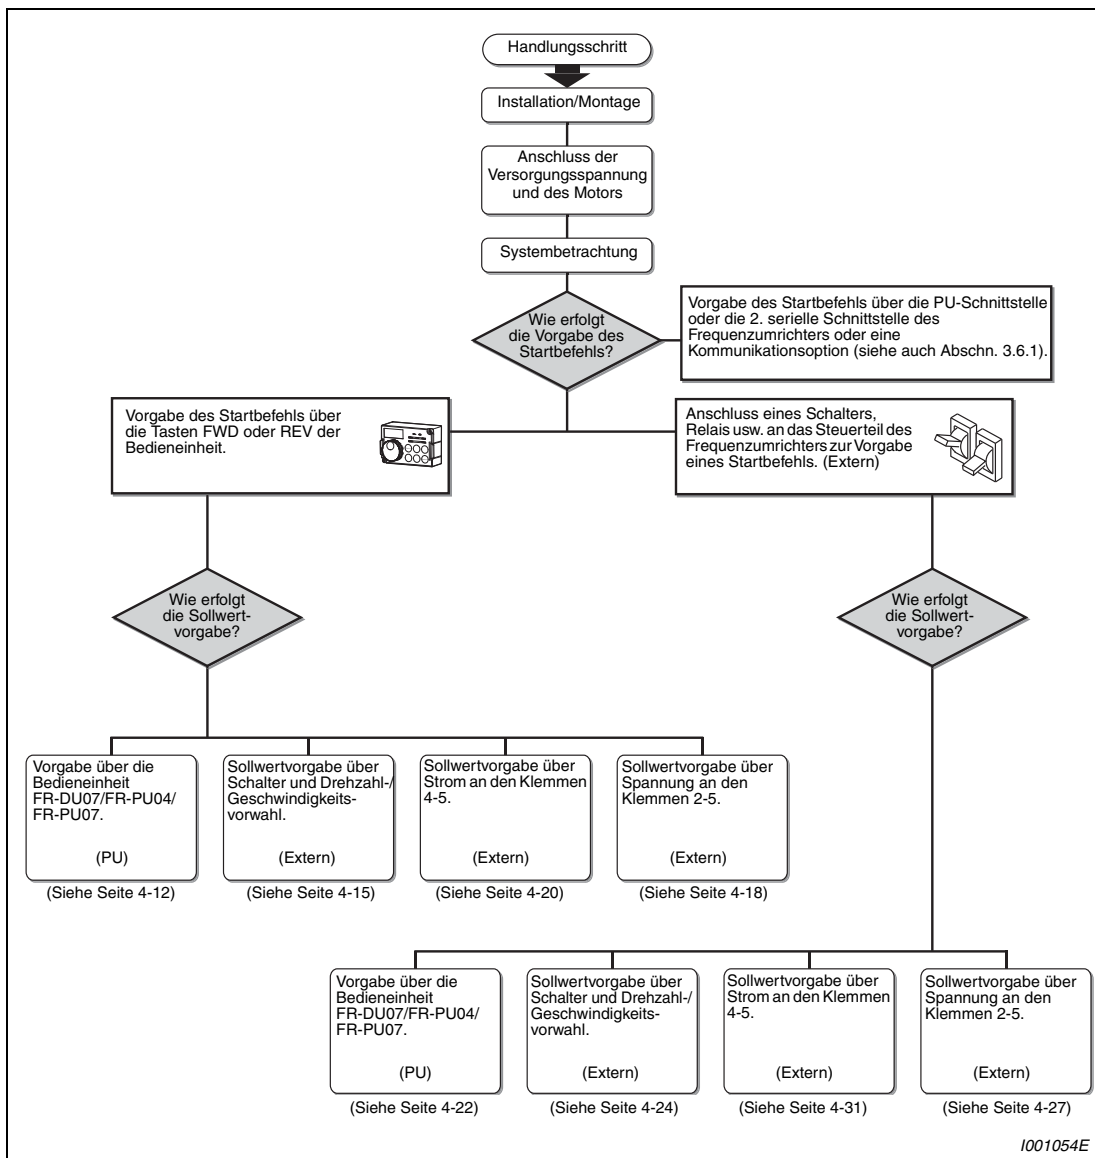 Handlungsschritt
Installation/Montage
Anschluss der
Versorgungsspannung
und des Motors
Systembetrachtung
Wie erfolgt
die Vorgabe des
Startbefehls?
Vorgabe des Startbefehls über die PU-Schnittstelle
oder die 2. serielle Schnittstelle des
Frequenzumrichters oder eine
Kommunikationsoption (siehe auch Abschn. 3.6.1).
Vorgabe des Startbefehls über
die Tasten FWD oder REV der
Bedieneinheit.
Anschluss eines Schalters,
Relais usw. an das Steuerteil des
Frequenzumrichters zur Vorgabe
eines Startbefehls. (Extern)
Wie erfolgt
die Sollwert-
vorgabe?
Wie erfolgt
die Sollwert-
vorgabe?
Vorgabe über die
Bedieneinheit
FR-DU07/FR-PU04/
FR-PU07.
(PU)
(Siehe Seite 4-12)
Sollwertvorgabe über
Schalter und Drehzahl-/
Geschwindigkeits-
vorwahl.
(Extern)
(Siehe Seite 4-15)
Sollwertvorgabe über
Strom an den Klemmen
4-5.
(Extern)
(Siehe Seite 4-20)
Sollwertvorgabe über
Spannung an den
Klemmen 2-5.
(Extern)
(Siehe Seite 4-18)
Vorgabe über die
Bedieneinheit
FR-DU07/FR-PU04/
FR-PU07.
(PU)
(Siehe Seite 4-22)
Sollwertvorgabe über
Schalter und Drehzahl-/
Geschwindigkeits-
vorwahl.
(Extern)
(Siehe Seite 4-24)
Sollwertvorgabe über
Strom an den Klemmen
4-5.
(Extern)
(Siehe Seite 4-31)
Sollwertvorgabe über
Spannung an den
Klemmen 2-5.
(Extern)
(Siehe Seite 4-27)
I001054E